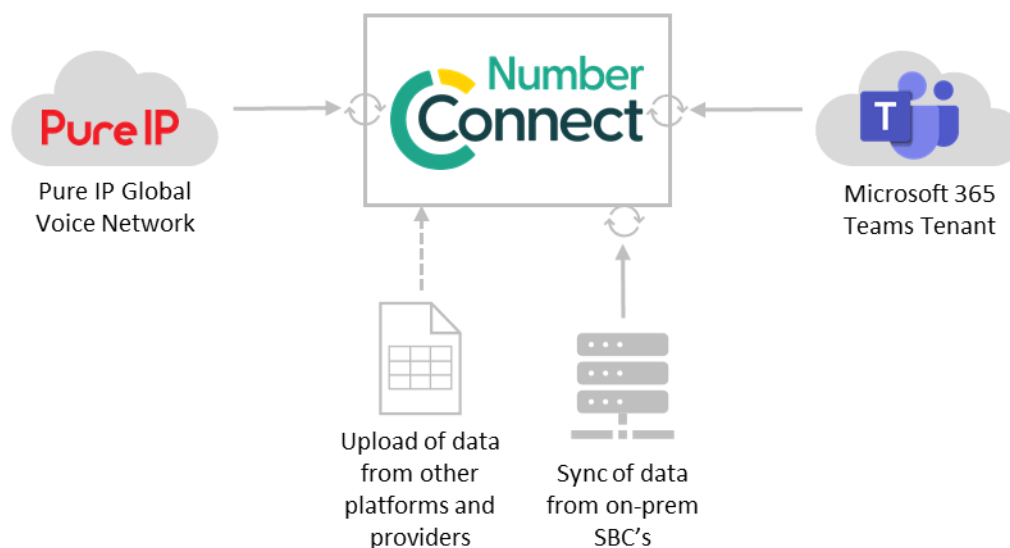 Number
Connect
Pure IP
Pure IP Global
Voice Network
T
Microsoft 365
Teams Tenant
Upload of data
from other
platforms and
providers
Sync of data
from on-prem
SBC's